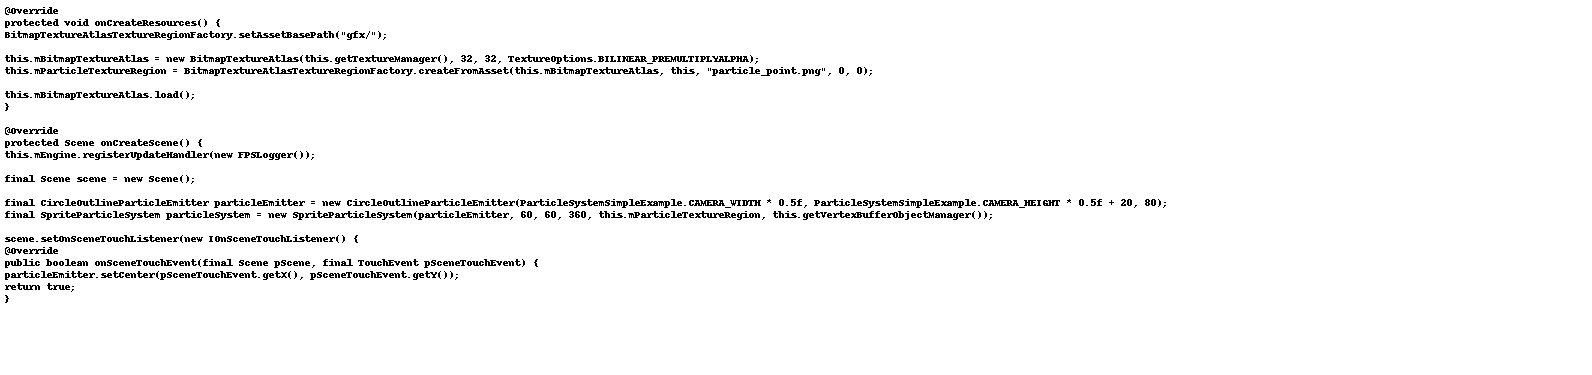 @Override
protected void onCreateResources() {
BitmapTextureAtlasTextureRegionFactory.setAssetBasePath("gfx/");
this.mBitmapTextureAtlas = new BitmapTextureAtlas(this.getTextureManager(), 32, 32, TextureOptions.BILINEAR_PREMULTIPLYALPHA);
this.mParticleTextureRegion = BitmapTextureAtlasTextureRegionFactory.createFromAsset(this.mBitmapTextureAtlas, this, "particle_point.png", 0, 0);
this.mBitmapTextureAtlas.load();
}
@Override
protected Scene onCreateScene() {
this.mEngine.registerUpdateHandler(new FPSLogger());
final Scene scene = new Scene();
final CircleOutlineParticleEmitter particleEmitter = new CircleOutlineParticleEmitter(ParticleSystemSimpleExample.CAMERA_WIDTH * 0.5f, ParticleSystemSimpleExample.CAMERA_HEIGHT * 0.5f + 20, 80);
final SpriteParticleSystem particleSystem = new SpriteParticleSystem(particleEmitter, 60, 60, 360, this.mParticleTextureRegion, this.getVertexBufferObjectManager());
scene.setOnSceneTouchListener(new IOnSceneTouchListener() {
@Override
public boolean onSceneTouchEvent(final Scene pScene, final TouchEvent pSceneTouchEvent) {
particleEmitter.setCenter(pSceneTouchEvent.getX(), pSceneTouchEvent.getY());
return true;
}